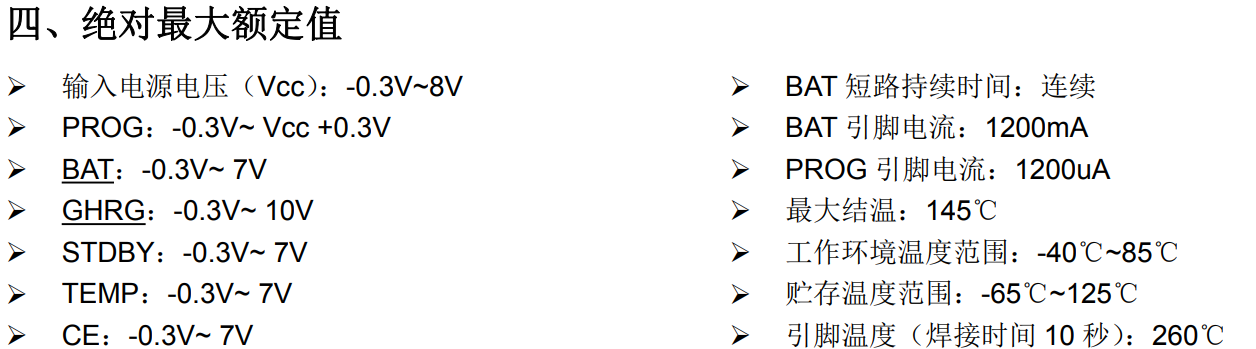 四、绝对最大额定值
➢ 输入电源电压（Vcc）：-0.3V~8V
➢ PROG：-0.3V~ Vcc +0.3V
➢ BAT：-0.3V~ 7V
➢ GHRG：-0.3V~ 10V
➢ STDBY：-0.3V~ 7V
➢ TEMP：-0.3V~ 7V
➢ CE：-0.3V~ 7V
➢ BAT 短路持续时间：连续
➢ BAT 引脚电流：1200mA
➢ PROG 引脚电流：1200uA
➢ 最大结温：145℃
➢ 工作环境温度范围：-40℃~85℃
➢ 贮存温度范围：-65℃~125℃
➢ 引脚温度（焊接时间 10 秒）：260℃